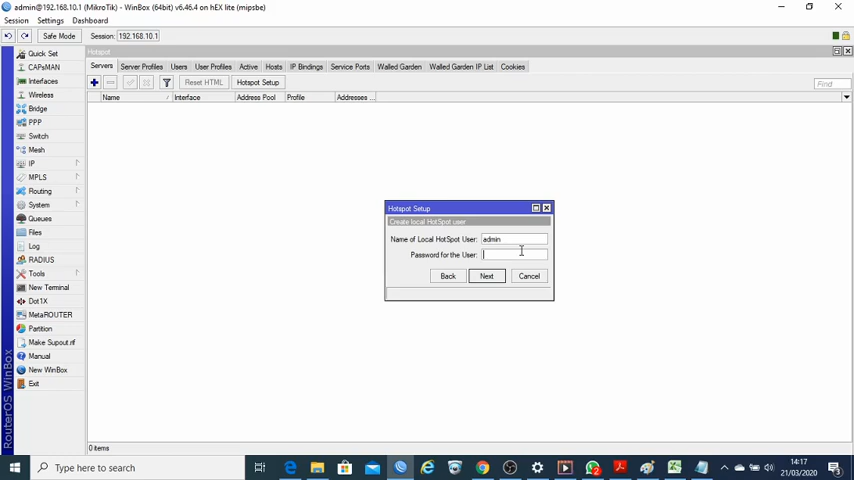 admin@192.168.10.1 (MikroTik) - WinBox (64bit) v6.46.4 on hEX lite (mipsbe)
Session Settings Dashboard
Safe Mode Session: 192.168.10.1
Quick Set
CAPsMAN
Interfaces
Wireless
Bridge
PPP
Switch
Mesh
IP
MPLS
Routing
System
Queues
Files
Log
RADIUS
Tools
New Terminal
Dot1X
MetaROUTER
Partition
Make Supout.rif
Manual
New WinBox
Exit
RouterOS WinBox
Hotspot
Servers Server Profiles Users User Profiles Active Hosts IP Bindings Service Ports Walled Garden Walled Garden IP List Cookies
Reset HTML Hotspot Setup Find
Name Interface Address Pool Profile Addresses ...
Hotspot Setup
Create local HotSpot user
Name of Local HotSpot User: admin
Password for the User:
Back Next Cancel
0 items
Type here to search
2
14:17
21/03/2020
3